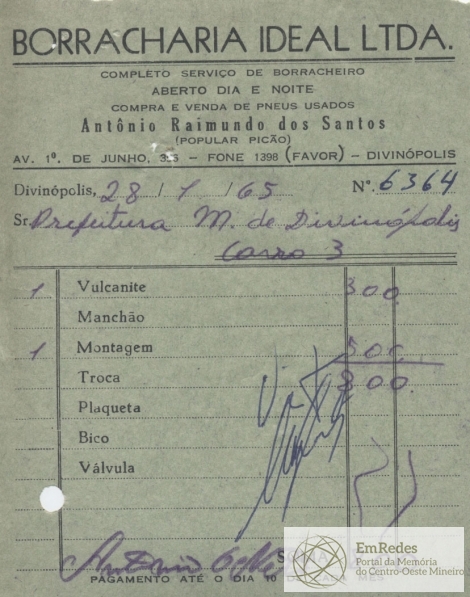 BORRACHARIA IDEAL LTDA.
COMPLETO SERVIÇO DE BORRACHEIRO
ABERTO DIA E NOITE
COMPRA E VENDA DE PNEUS USADOS
Antônio Raimundo dos Santos
(POPULAR PICÃO)
AV. 1º. DE JUNHO, - FONE 1398 (FAVOR) - DIVINÓPOLIS
Divinópolis, 28 / 1 / 65 Nº. 6364
Sr. Prefeitura M. de Divinópolis
Carro 3
1 Vulcanite 300
Manchão
1 Montagem 500
Troca 800
Plaqueta
Bico
Válvula
Antonio
PAGAMENTO ATÉ O DIA 10 MÊS
EmRedes
Portal da Memória
do Centro-Oeste Mineiro